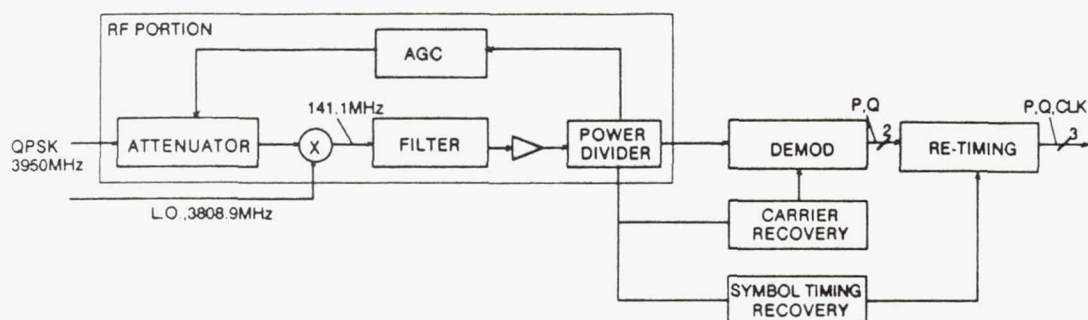 RF PORTION
AGC
141.1MHz
P,Q
P,Q,CLK
QPSK
3950MHz
ATTENUATOR
X
FILTER
POWER
DIVIDER
DEMOD
2
RE-TIMING
3
L.O.,3808.9MHz
CARRIER
RECOVERY
SYMBOL TIMING
RECOVERY